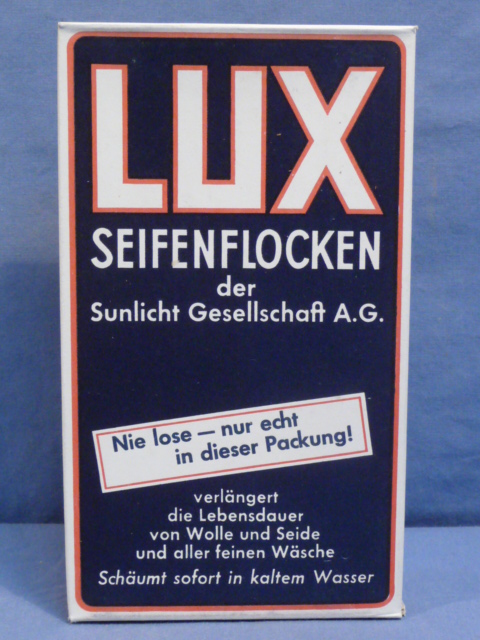 LUX
SEIFENFLOCKEN
der
Sunlicht Gesellschaft A.G.
Nie lose – nur echt
in dieser Packung!
verlängert
die Lebensdauer
von Wolle und Seide
und aller feinen Wäsche
Schäumt sofort in kaltem Wasser